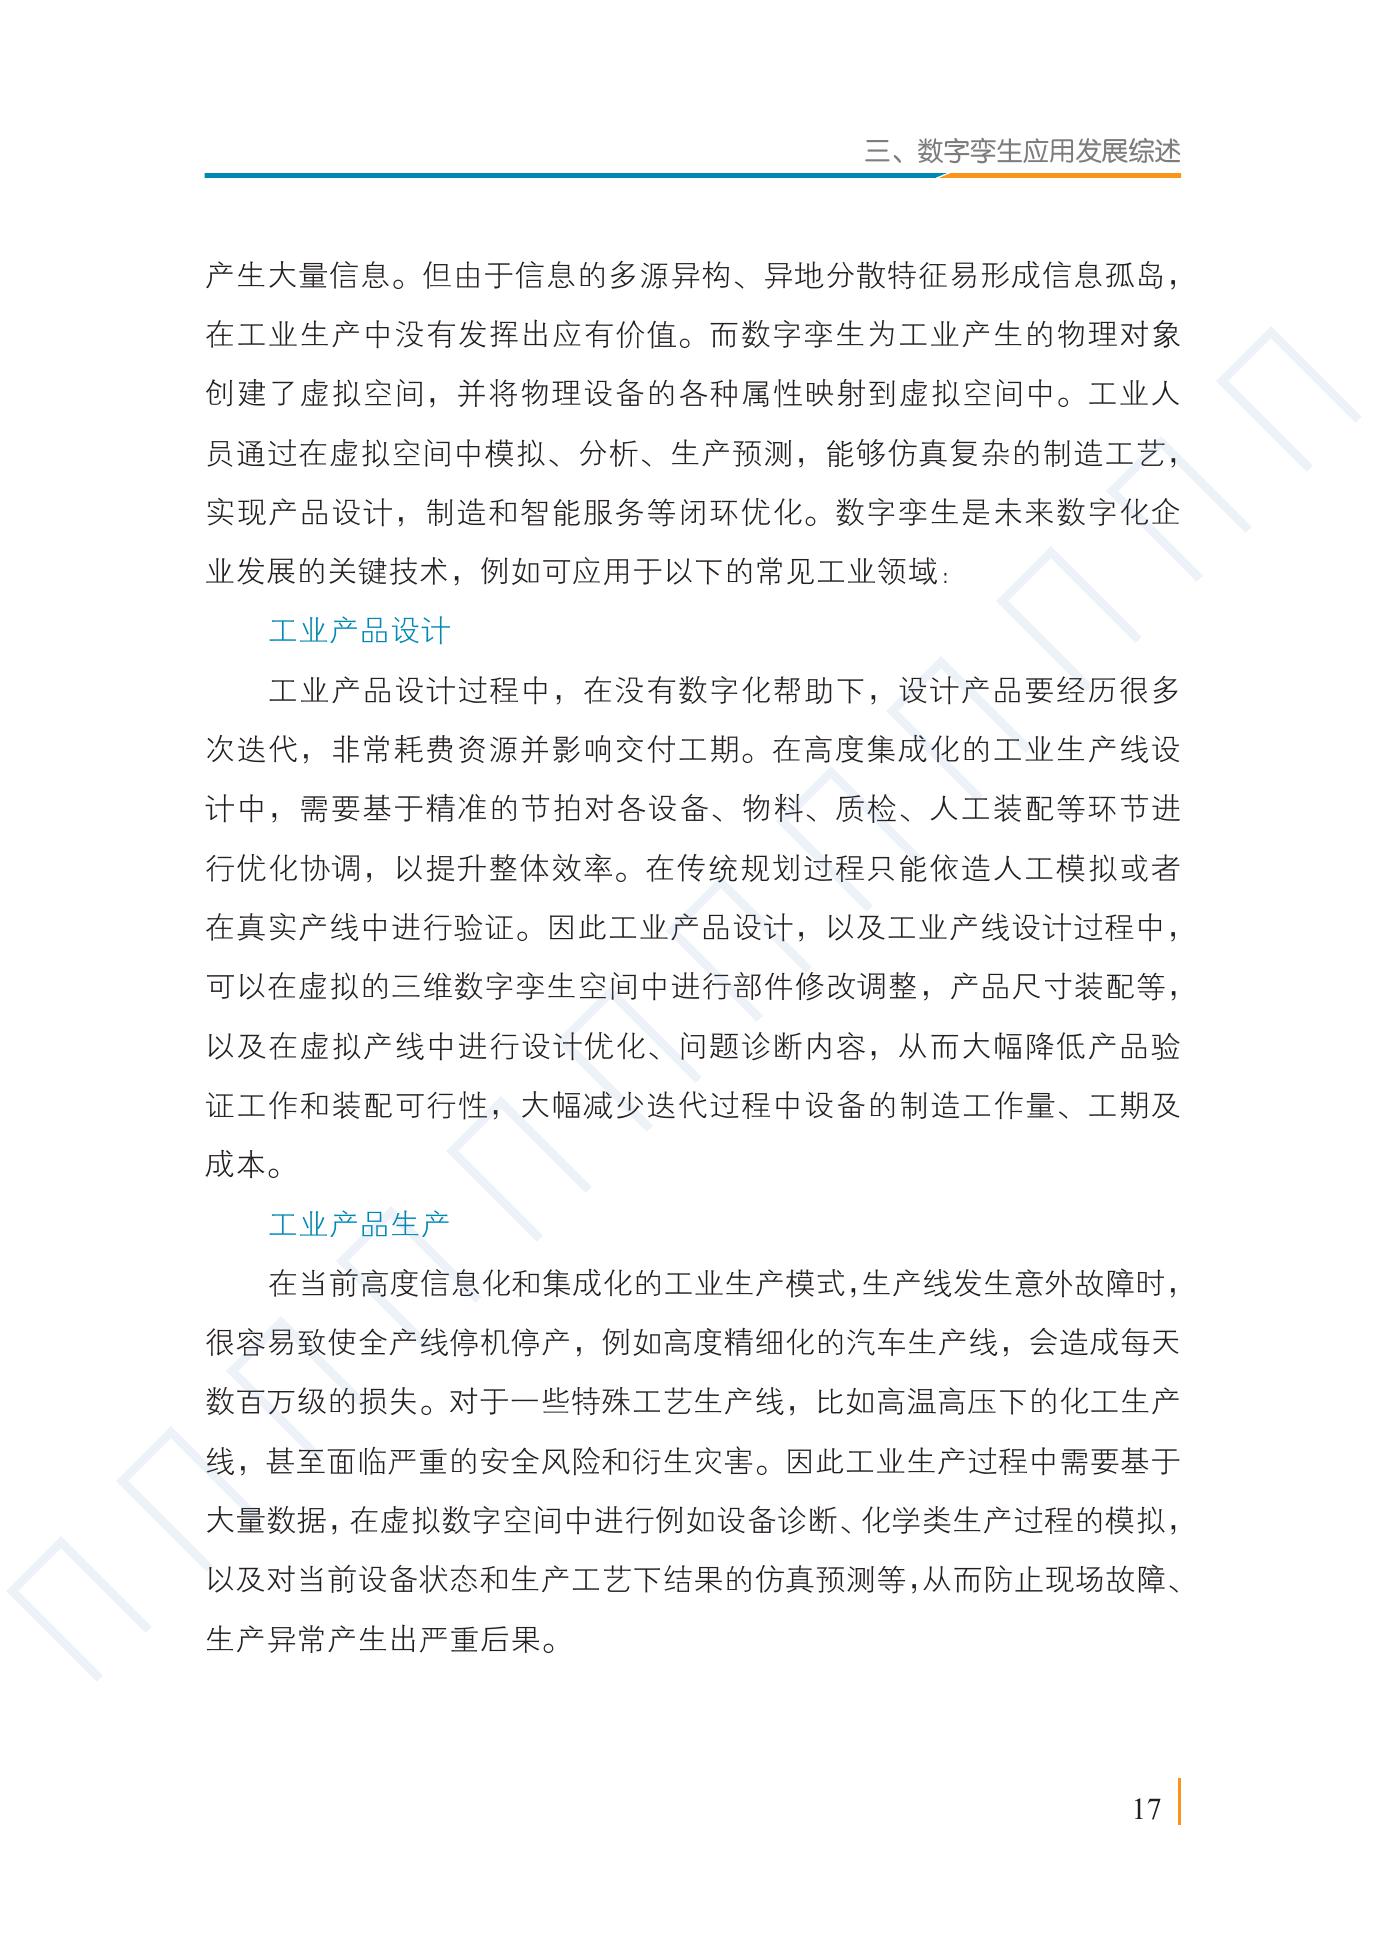 三、数字孪生应用发展综述
产生大量信息。但由于信息的多源异构、异地分散特征易形成信息孤岛，
在工业生产中没有发挥出应有价值。而数字孪生为工业产生的物理对象
创建了虚拟空间，并将物理设备的各种属性映射到虚拟空间中。工业人
员通过在虚拟空间中模拟、分析、生产预测，能够仿真复杂的制造工艺，
实现产品设计，制造和智能服务等闭环优化。数字孪生是未来数字化企
业发展的关键技术，例如可应用于以下的常见工业领域：
工业产品设计
工业产品设计过程中，在没有数字化帮助下，设计产品要经历很多
次迭代，非常耗费资源并影响交付工期。在高度集成化的工业生产线设
计中，需要基于精准的节拍对各设备、物料、质检、人工装配等环节进
行优化协调，以提升整体效率。在传统规划过程只能依造人工模拟或者
在真实产线中进行验证。因此工业产品设计，以及工业产线设计过程中，
可以在虚拟的三维数字孪生空间中进行部件修改调整，产品尺寸装配等，
以及在虚拟产线中进行设计优化、问题诊断内容，从而大幅降低产品验
证工作和装配可行性，大幅减少迭代过程中设备的制造工作量、工期及
成本。
工业产品生产
在当前高度信息化和集成化的工业生产模式，生产线发生意外故障时，
很容易致使全产线停机停产，例如高度精细化的汽车生产线，会造成每天
数百万级的损失。对于一些特殊工艺生产线，比如高温高压下的化工生产
线，甚至面临严重的安全风险和衍生灾害。因此工业生产过程中需要基于
大量数据，在虚拟数字空间中进行例如设备诊断、化学类生产过程的模拟，
以及对当前设备状态和生产工艺下结果的仿真预测等，从而防止现场故障、
生产异常产生出严重后果。
17